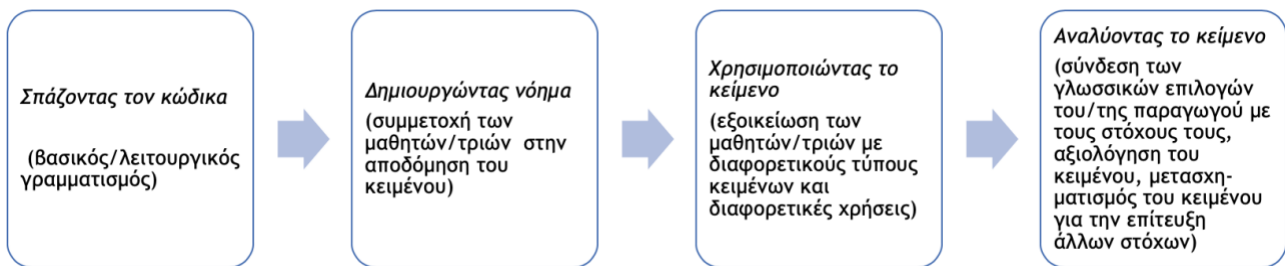 Σπάζοντας τον κώδικα
(βασικός/λειτουργικός
γραμματισμός)
Δημιουργώντας νόημα
(συμμετοχή των
μαθητών/τριών στην
αποδόμηση του
κειμένου)
Χρησιμοποιώντας το
κείμενο
(εξοικείωση των
μαθητών/τριών με
διαφορετικούς τύπους
κειμένων και
διαφορετικές χρήσεις)
Αναλύοντας το κείμενο
(σύνδεση των
γλωσσικών επιλογών
του/της παραγωγού με
τους στόχους τους,
αξιολόγηση του
κειμένου, μετασχη-
ματισμός του κειμένου
για την επίτευξη
άλλων στόχων)